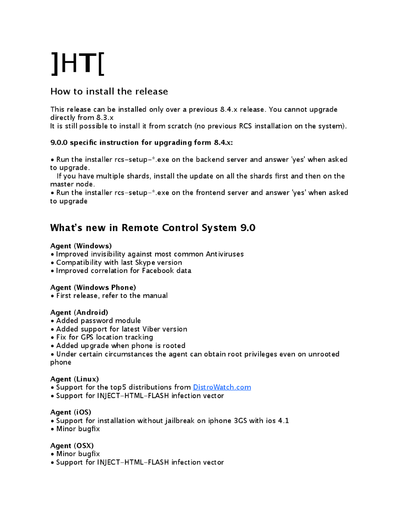 ]HT[
How to install the release
This release can be installed only over a previous 8.4.x release. You cannot upgrade
directly from 8.3.x
It is still possible to install it from scratch (no previous RCS installation on the system).
9.0.0 specific instruction for upgrading form 8.4.x:
• Run the installer rcs-setup-*.exe on the backend server and answer 'yes' when asked
to upgrade.
If you have multiple shards, install the update on all the shards first and then on the
master node.
• Run the installer rcs-setup-*.exe on the frontend server and answer 'yes' when asked
to upgrade
What's new in Remote Control System 9.0
Agent (Windows)
• Improved invisibility against most common Antiviruses
• Compatibility with last Skype version
• Improved correlation for Facebook data
Agent (Windows Phone)
• First release, refer to the manual
Agent (Android)
• Added password module
• Added support for latest Viber version
• Fix for GPS location tracking
• Added upgrade when phone is rooted
• Under certain circumstances the agent can obtain root privileges even on unrooted
phone
Agent (Linux)
• Support for the top5 distributions from DistroWatch.com
• Support for INJECT-HTML-FLASH infection vector
Agent (iOS)
• Support for installation without jailbreak on iphone 3GS with ios 4.1
• Minor bugfix
Agent (OSX)
• Minor bugfix
• Support for INJECT-HTML-FLASH infection vector